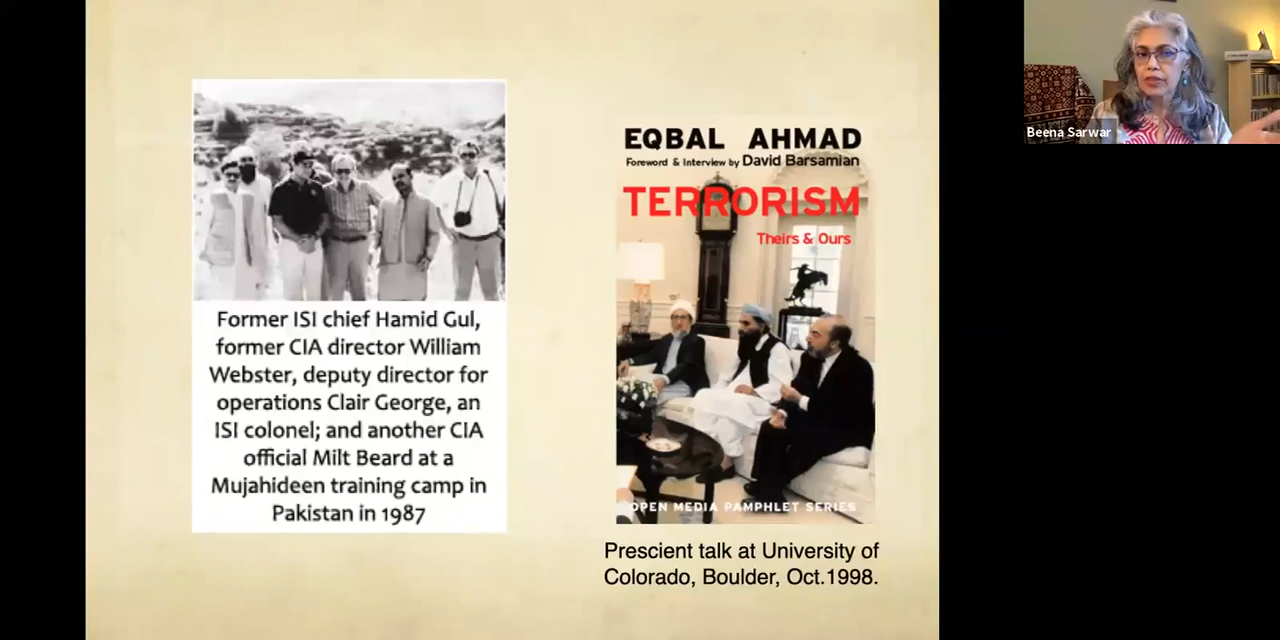 Former ISI chief Hamid Gul,
former CIA director William
Webster, deputy director for
operations Clair George, an
ISI colonel; and another CIA
official Milt Beard at a
Mujahideen training camp in
Pakistan in 1987
EQBAL AHMAD
Foreword & Interview by David Barsamian
TERRORISM
Theirs & Ours
OPEN MEDIA PAMPHLET SERIES
Prescient talk at University of
Colorado, Boulder, Oct.1998.
Beena Sarwar